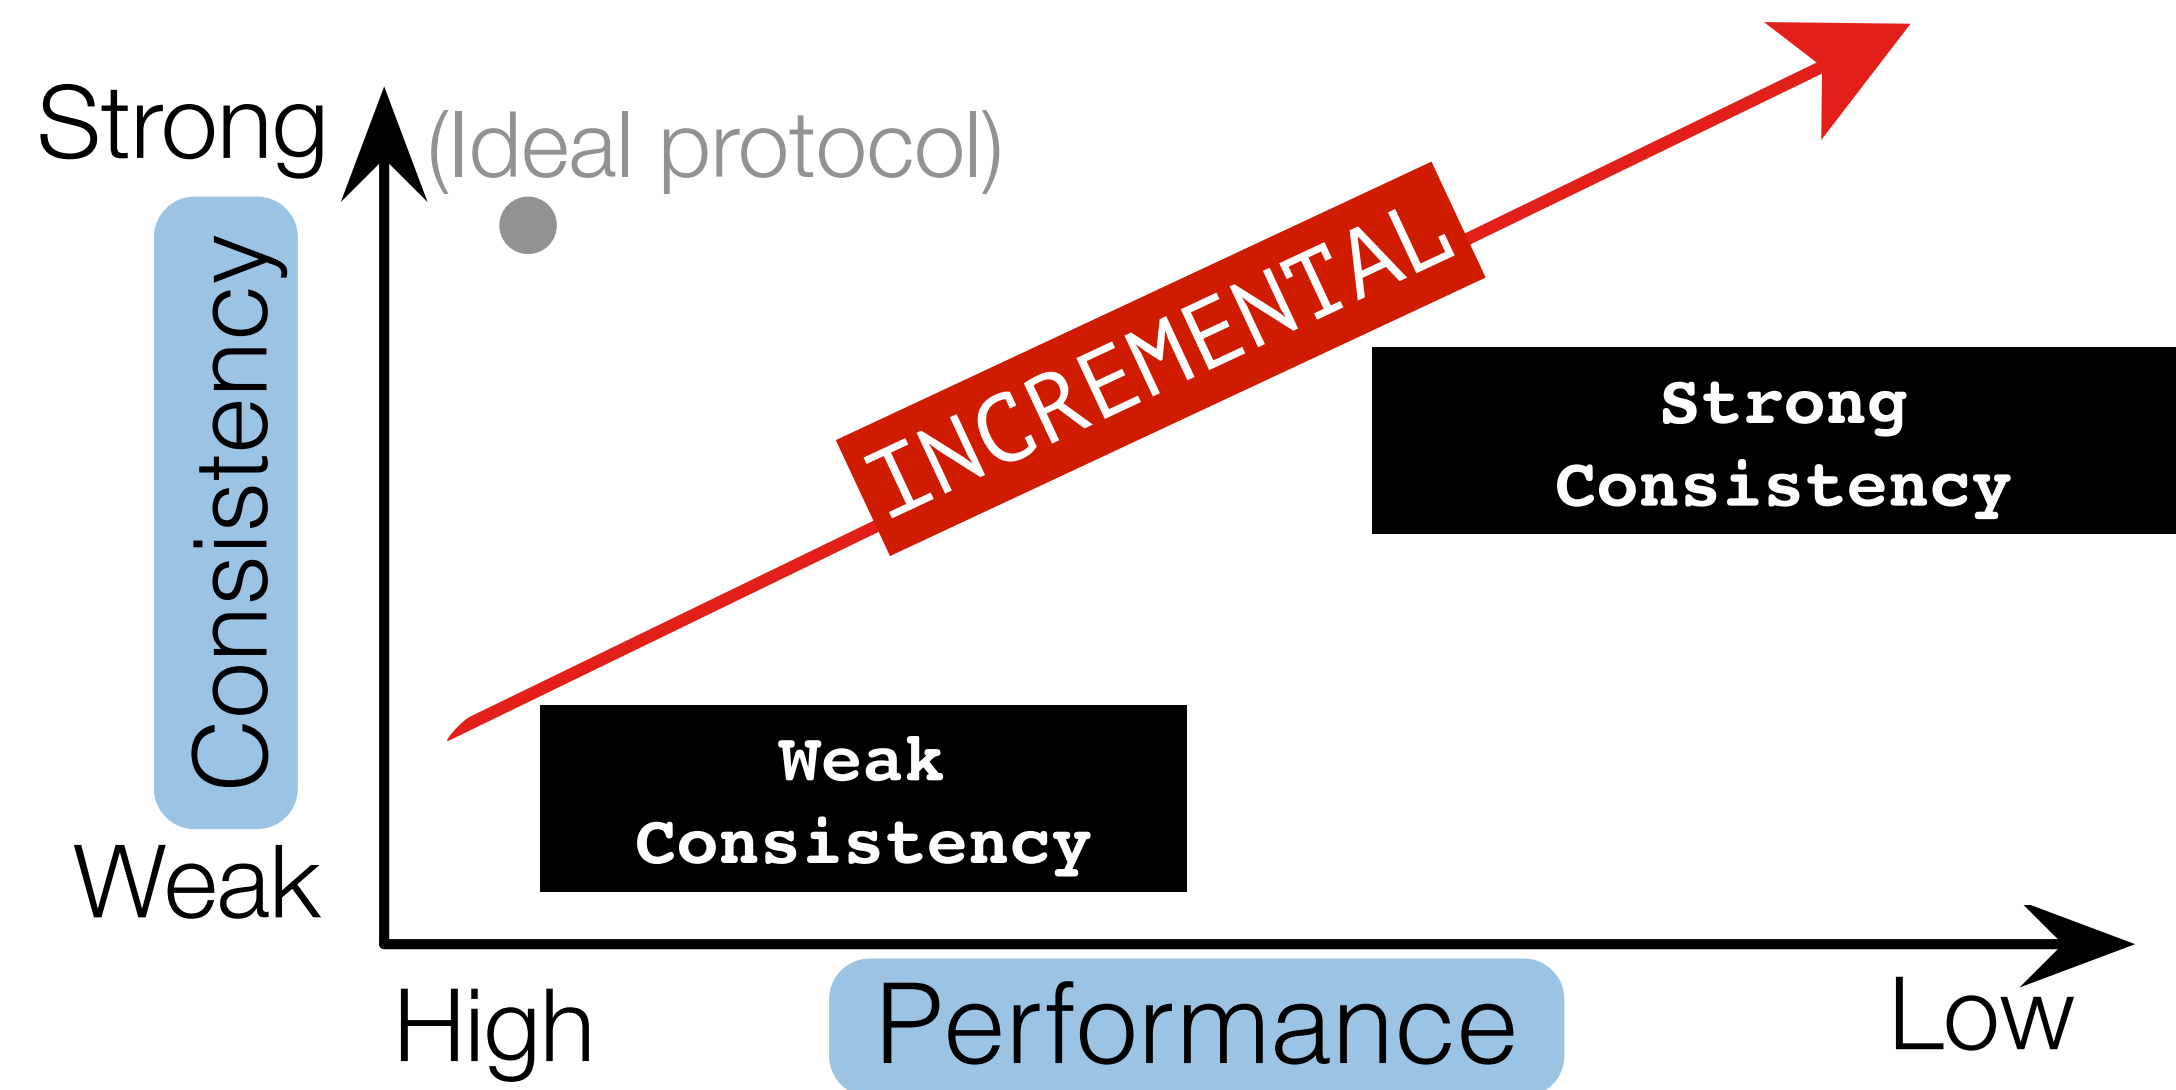 Strong
(Ideal protocol)
INCREMENTAL
Consistency
Strong
Consistency
Weak
Consistency
Weak
High
Performance
Low